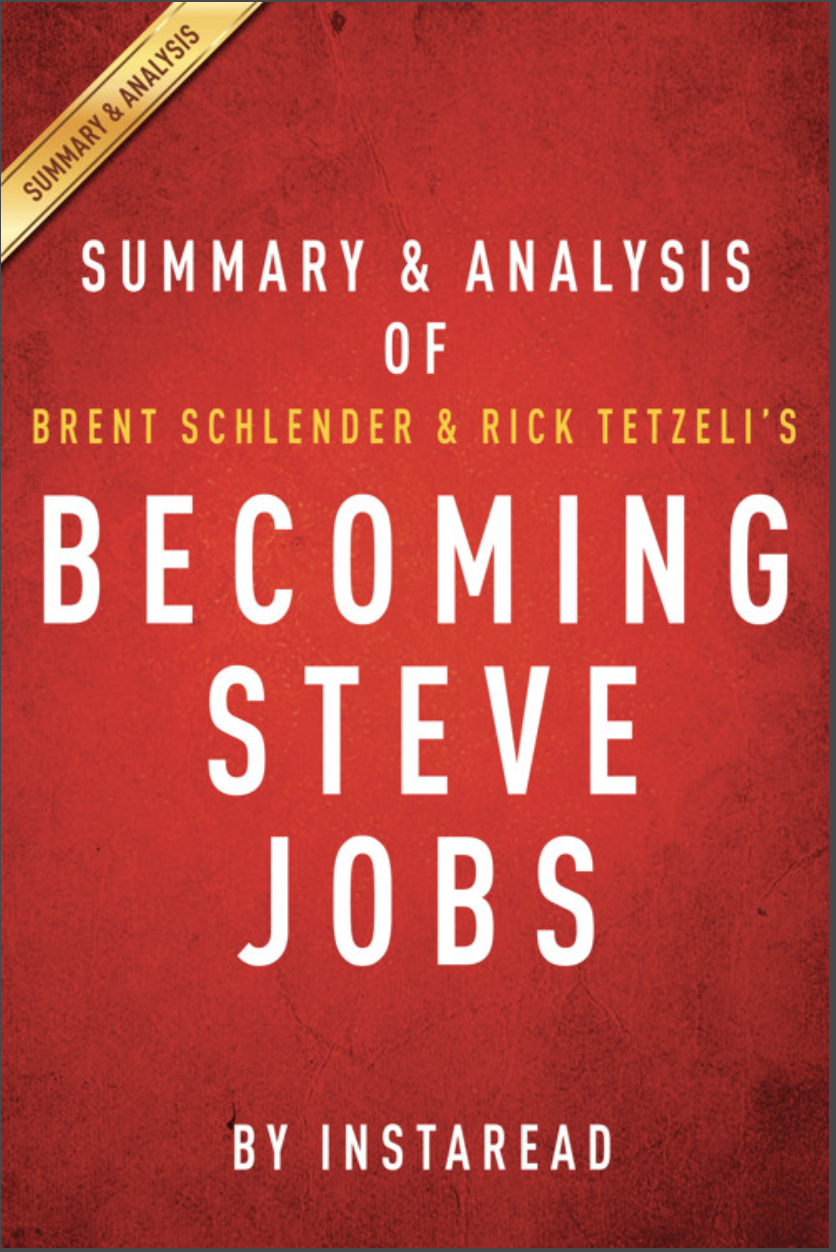 SUMMARY & ANALYSIS
SUMMARY & ANALYSIS
OF
BRENT SCHLENDER & RICK TETZELI'S
BECOMING
STEVE
JOBS
BY INSTAREAD